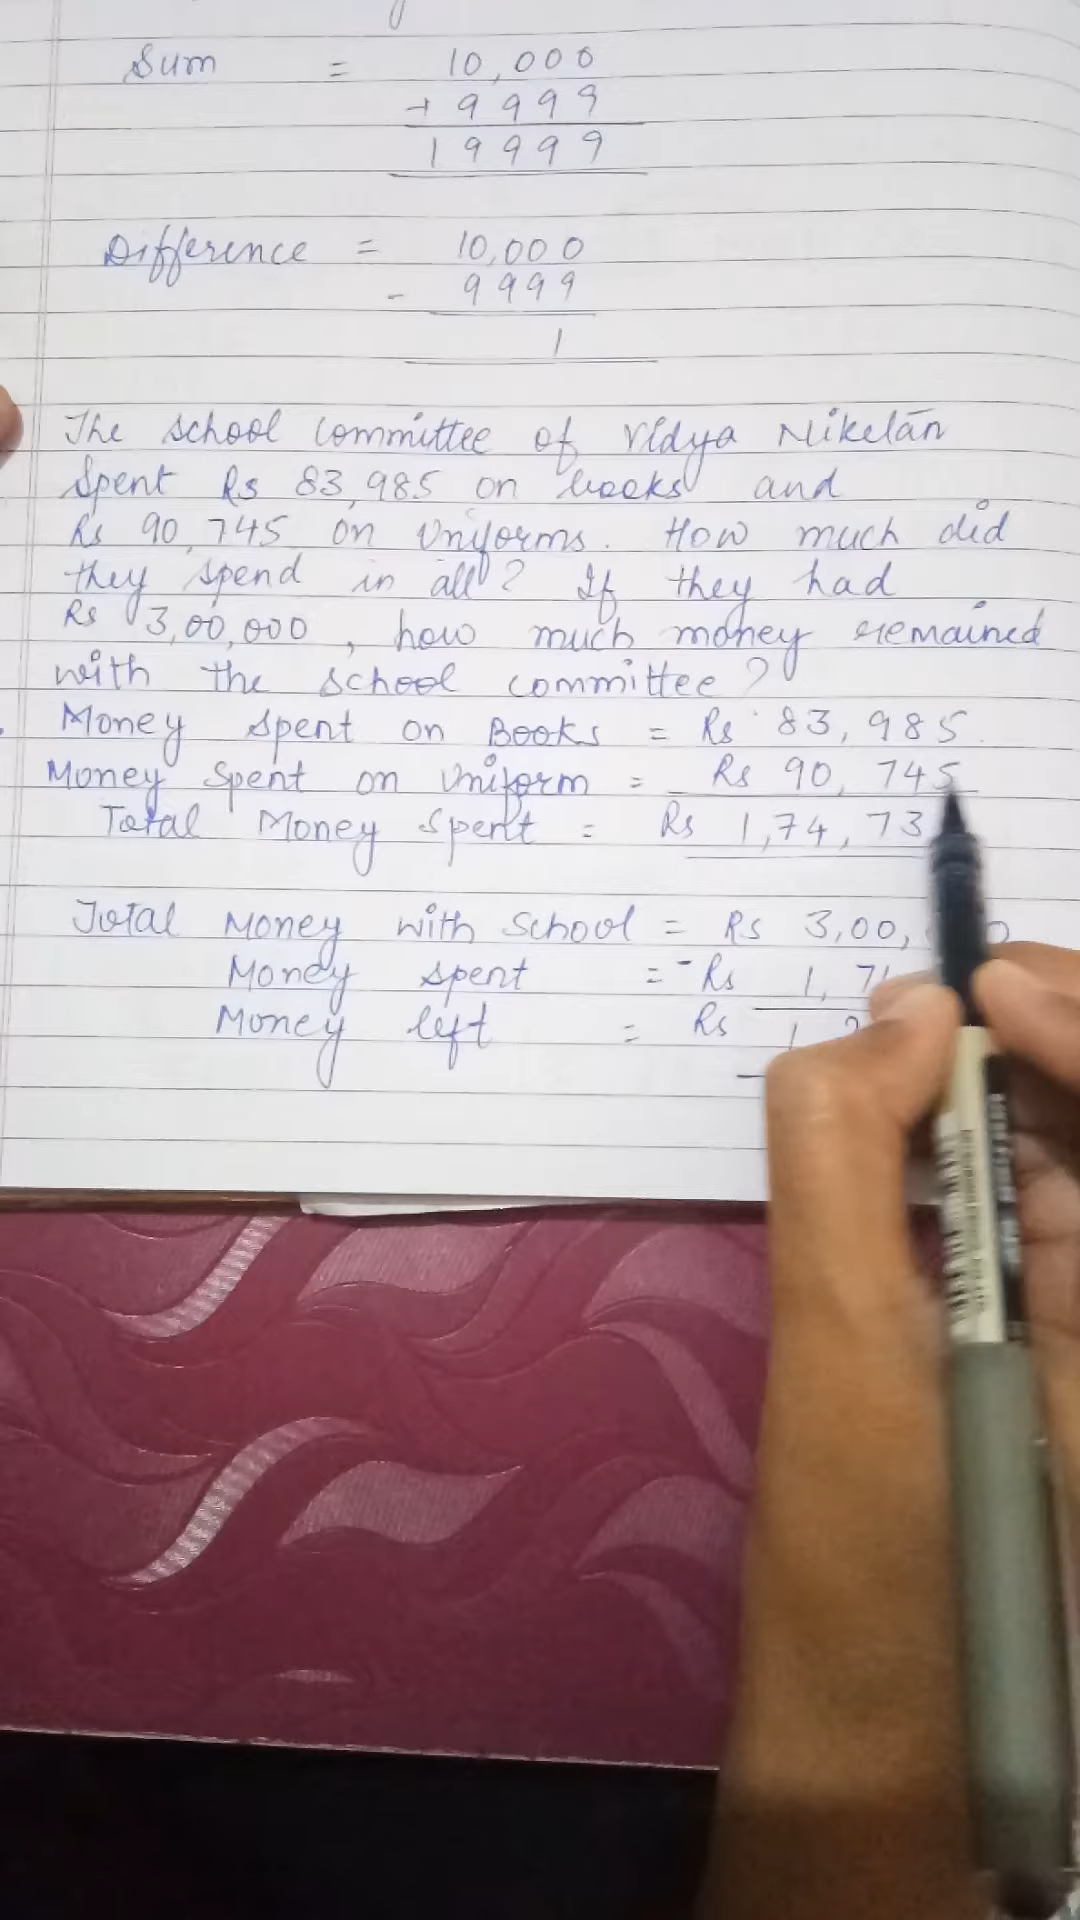 Sum = 10,000
+ 9999
19999
Difference = 10,000
- 9999
1
The school committee of Vidya Niketan
Spent Rs 83,985 on books and
Rs 90,745 on Uniforms. How much did
they spend in all? If they had
Rs 3,00,000, how much money remained
with the school committee?
Money Spent on Books = Rs 83,985
Money Spent on Uniform = Rs 90,745
Total Money Spent = Rs 1,74,73
Total Money with School = Rs 3,00,
Money spent = - Rs 1,7
Money left = Rs 1